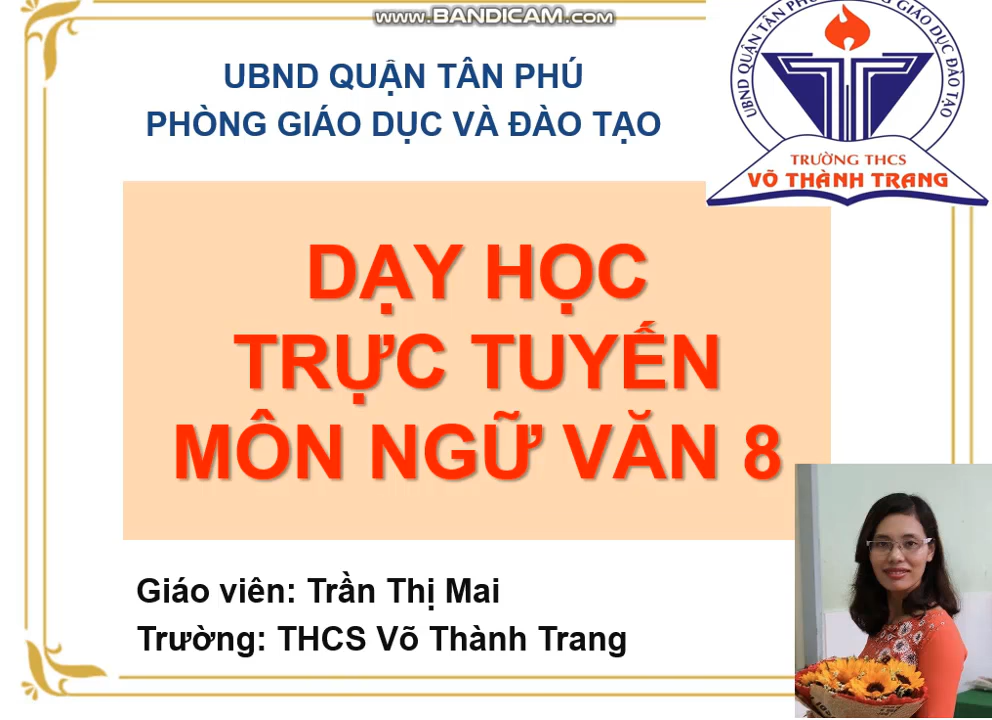 www.BANDICAM.com
UBND QUẬN TÂN PHÚ
PHÒNG GIÁO DỤC VÀ ĐÀO TẠO
TRƯỜNG THCS
VÕ THÀNH TRANG
DẠY HỌC
TRỰC TUYẾN
MÔN NGỮ VĂN 8
Giáo viên: Trần Thị Mai
Trường: THCS Võ Thành Trang